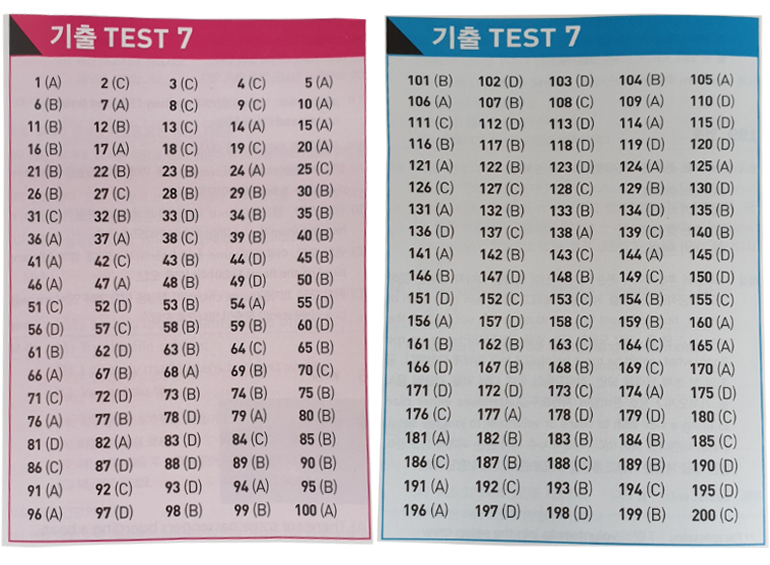 기출 TEST 7
1 (A) 2 (C) 3 (C) 4 (C) 5 (A)
6 (B) 7 (A) 8 (C) 9 (C) 10 (A)
11 (B) 12 (B) 13 (C) 14 (A) 15 (A)
16 (B) 17 (A) 18 (C) 19 (C) 20 (A)
21 (B) 22 (B) 23 (B) 24 (A) 25 (C)
26 (B) 27 (C) 28 (B) 29 (B) 30 (B)
31 (C) 32 (B) 33 (D) 34 (B) 35 (B)
36 (A) 37 (A) 38 (C) 39 (B) 40 (B)
41 (A) 42 (C) 43 (B) 44 (D) 45 (B)
46 (A) 47 (A) 48 (B) 49 (D) 50 (B)
51 (C) 52 (D) 53 (B) 54 (A) 55 (D)
56 (D) 57 (C) 58 (B) 59 (B) 60 (D)
61 (B) 62 (D) 63 (B) 64 (C) 65 (B)
66 (A) 67 (B) 68 (A) 69 (B) 70 (C)
71 (C) 72 (D) 73 (B) 74 (B) 75 (B)
76 (A) 77 (B) 78 (D) 79 (A) 80 (B)
81 (D) 82 (A) 83 (D) 84 (C) 85 (B)
86 (C) 87 (D) 88 (D) 89 (B) 90 (B)
91 (A) 92 (C) 93 (D) 94 (A) 95 (B)
96 (A) 97 (D) 98 (B) 99 (B) 100 (A)
기출 TEST 7
101 (B) 102 (D) 103 (D) 104 (B) 105 (A)
106 (A) 107 (B) 108 (C) 109 (A) 110 (D)
111 (C) 112 (D) 113 (D) 114 (A) 115 (D)
116 (B) 117 (B) 118 (D) 119 (D) 120 (D)
121 (A) 122 (B) 123 (D) 124 (A) 125 (A)
126 (C) 127 (C) 128 (C) 129 (B) 130 (D)
131 (A) 132 (B) 133 (B) 134 (D) 135 (B)
136 (D) 137 (C) 138 (A) 139 (C) 140 (B)
141 (A) 142 (B) 143 (C) 144 (A) 145 (D)
146 (B) 147 (D) 148 (B) 149 (C) 150 (D)
151 (D) 152 (C) 153 (C) 154 (B) 155 (C)
156 (A) 157 (D) 158 (C) 159 (B) 160 (A)
161 (B) 162 (B) 163 (C) 164 (C) 165 (A)
166 (D) 167 (B) 168 (B) 169 (C) 170 (A)
171 (D) 172 (D) 173 (C) 174 (A) 175 (D)
176 (C) 177 (A) 178 (D) 179 (D) 180 (C)
181 (A) 182 (B) 183 (B) 184 (B) 185 (C)
186 (C) 187 (B) 188 (C) 189 (B) 190 (D)
191 (A) 192 (C) 193 (B) 194 (C) 195 (D)
196 (A) 197 (D) 198 (D) 199 (B) 200 (C)